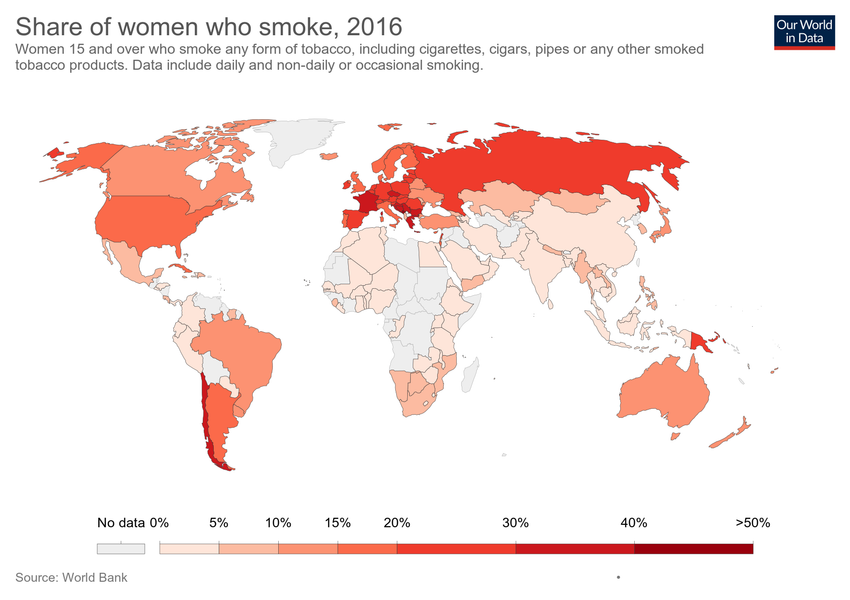 Share of women who smoke, 2016
Our World
in Data
Women 15 and over who smoke any form of tobacco, including cigarettes, cigars, pipes or any other smoked
tobacco products. Data include daily and non-daily or occasional smoking.
No data 0% 5% 10% 15% 20% 30% 40% >50%
Source: World Bank